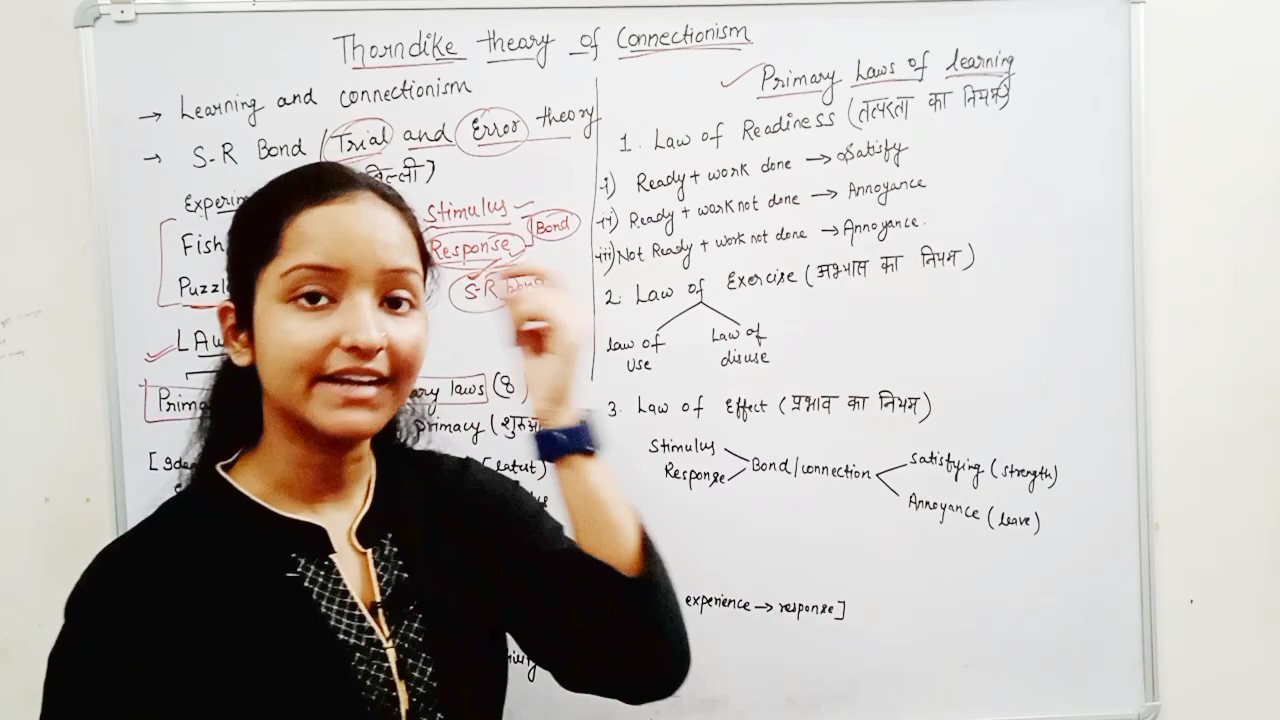 Thorndike theory of Connectionism
→ Learning and connectionism
→ S-R Bond (Trial and Error theory
Stimulus
Response
Bond
S-R
Fish
(8)
primacy
Primary Laws of learning
1. Law of Readiness (तत्परता का नियम)
i) Ready + work done → Satisfy
ii) Ready + work not done → Annoyance
iii) Not Ready + work not done → Annoyance.
2. Law of Exercise (अभ्यास का नियम)
law of Use
Law of disuse
3. Law of Effect (प्रभाव का नियम)
Stimulus
Response
Bond/connection
Satisfying (strength)
Annoyance (leave)
experience → response]